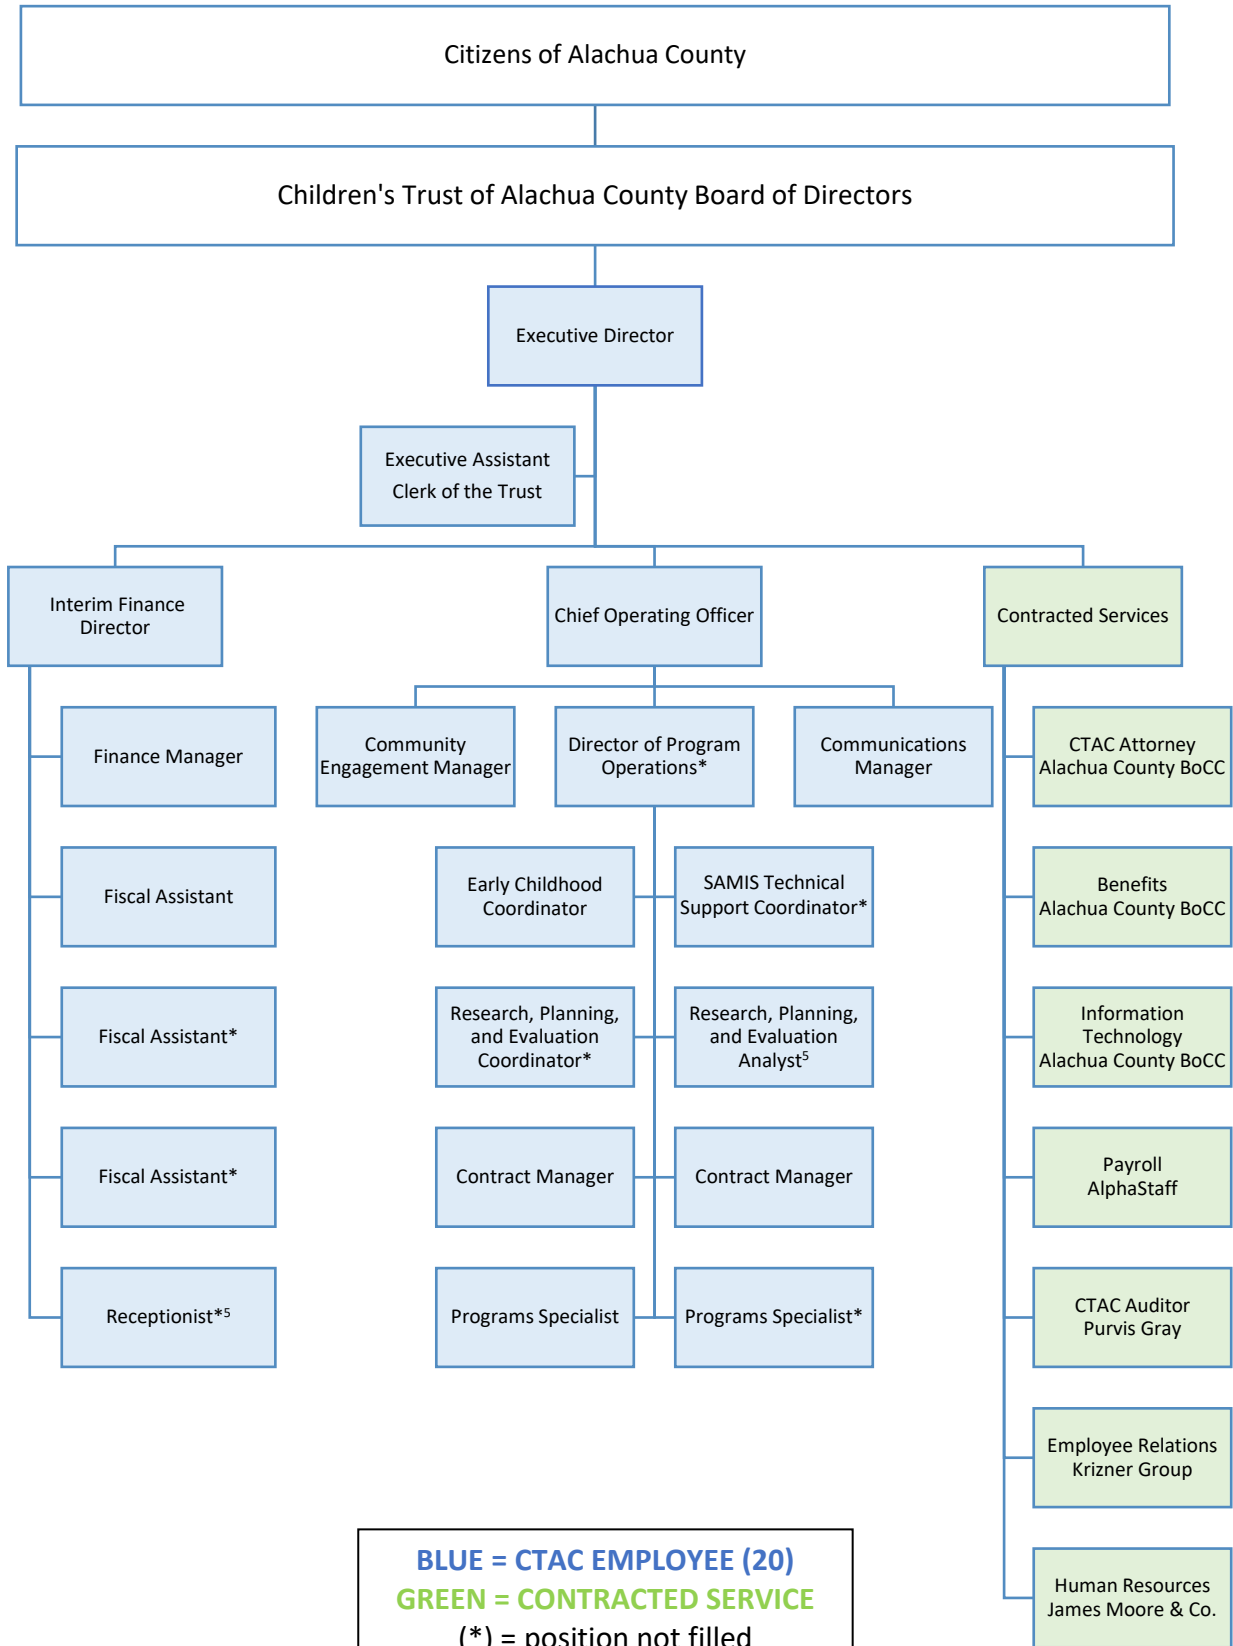 Citizens of Alachua County
Children's Trust of Alachua County Board of Directors
Executive Director
Executive Assistant
Clerk of the Trust
Interim Finance
Director
Chief Operating Officer
Contracted Services
Finance Manager
Community
Engagement Manager
Director of Program
Operations*
Communications
Manager
CTAC Attorney
Alachua County BoCC
Fiscal Assistant
Early Childhood
Coordinator
SAMIS Technical
Support Coordinator*
Benefits
Alachua County BoCC
Fiscal Assistant*
Research, Planning,
and Evaluation
Coordinator*
Research, Planning,
and Evaluation
Analyst⁵
Information
Technology
Alachua County BoCC
Fiscal Assistant*
Contract Manager
Contract Manager
Payroll
AlphaStaff
Receptionist*⁵
Programs Specialist
Programs Specialist*
CTAC Auditor
Purvis Gray
Employee Relations
Krizner Group
Human Resources
James Moore & Co.
BLUE = CTAC EMPLOYEE (20)
GREEN = CONTRACTED SERVICE
(*) = position not filled